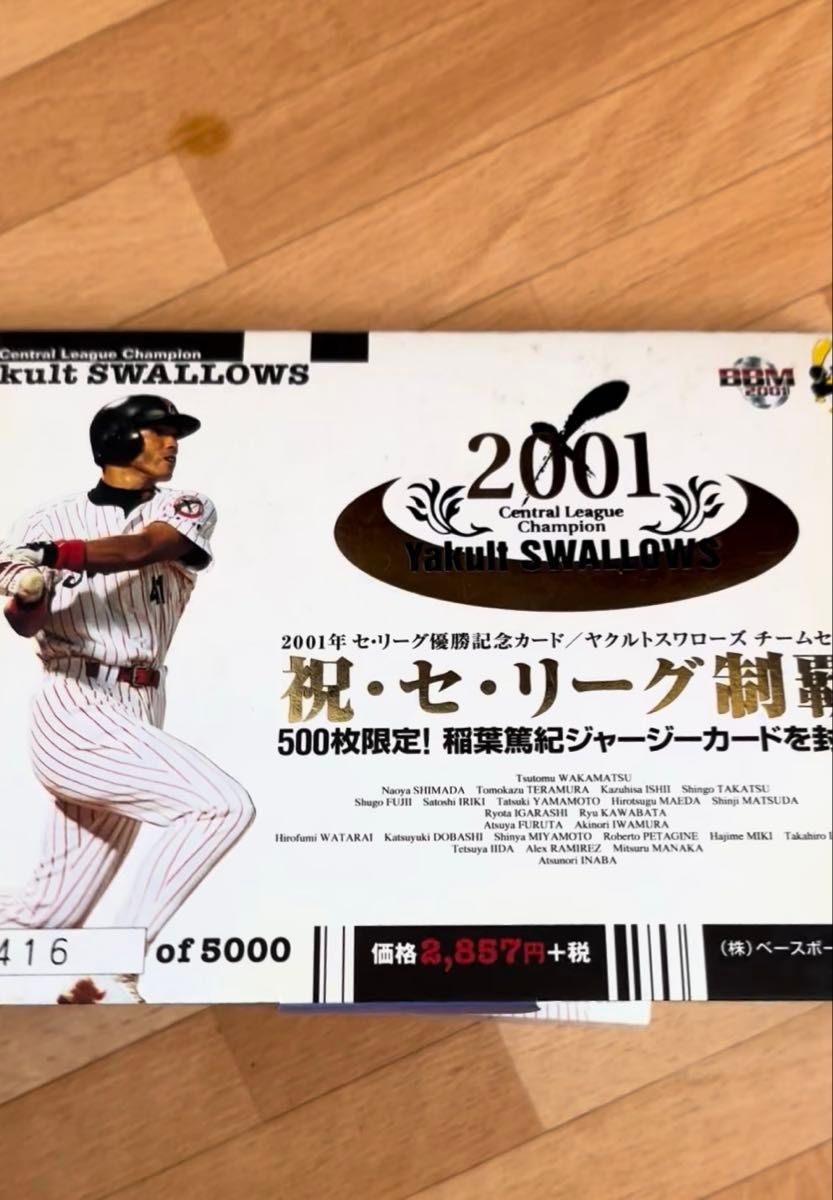 Central League Champion
kult SWALLOWS
BBM
2001
2001
Central League
Champion
Yakult SWALLOWS
2001年 セ・リーグ優勝記念カード／ヤクルトスワローズ チームセ
祝・セ・リーグ制覇
500枚限定! 稲葉篤紀ジャージーカードを封
Tsutomu WAKAMATSU
Naoya SHIMADA Tomokazu TERAMURA Kazuhisa ISHII Shingo TAKATSU
Shugo FUJII Satoshi IRIKI Tatsuki YAMAMOTO Hirotsugu MAEDA Shinji MATSUDA
Ryota IGARASHI Ryu KAWABATA
Atsuya FURUTA Akinori IWAMURA
Hirofumi WATARAI Katsuyuki DOBASHI Shinya MIYAMOTO Roberto PETAGINE Hajime MIKI Takahiro
Tetsuya IIDA Alex RAMIREZ Mitsuru MANAKA
Atsunori INABA
416 of 5000
価格2,857円+税
(株)ベースボー
41